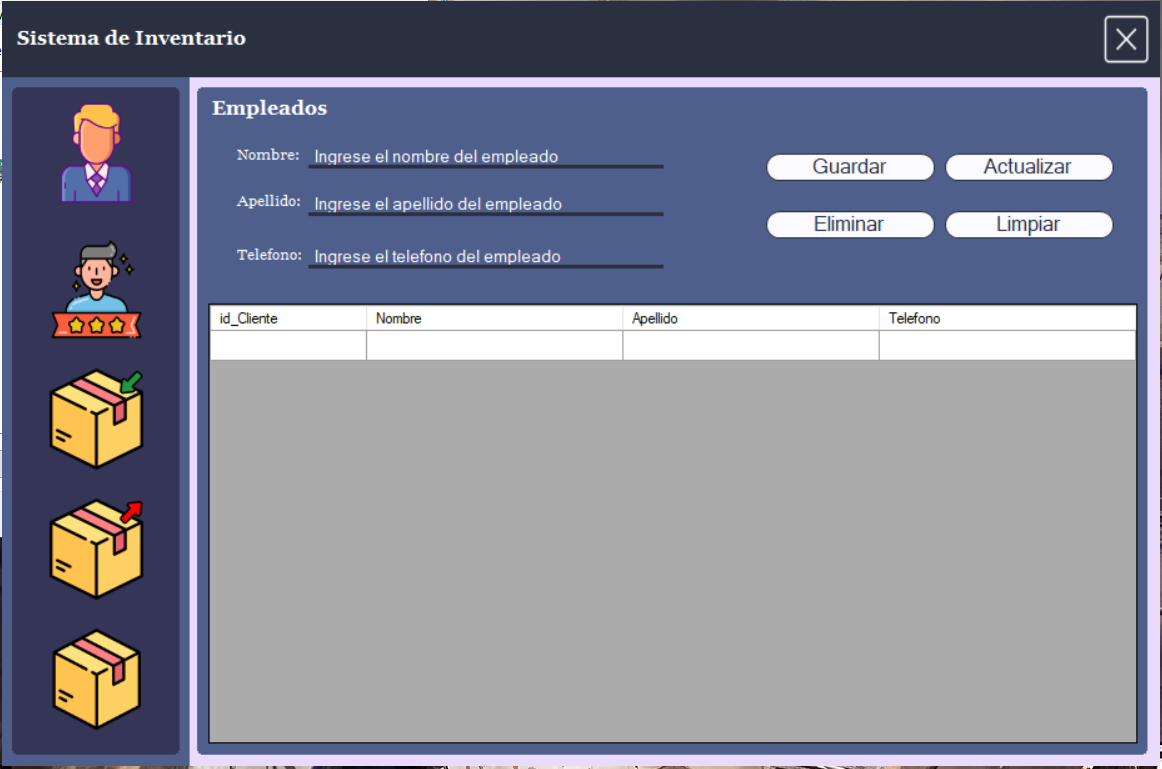 Sistema de Inventario
Empleados
Nombre: Ingrese el nombre del empleado
Guardar Actualizar
Apellido: Ingrese el apellido del empleado
Eliminar Limpiar
Telefono: Ingrese el telefono del empleado
id_Cliente Nombre Apellido Telefono